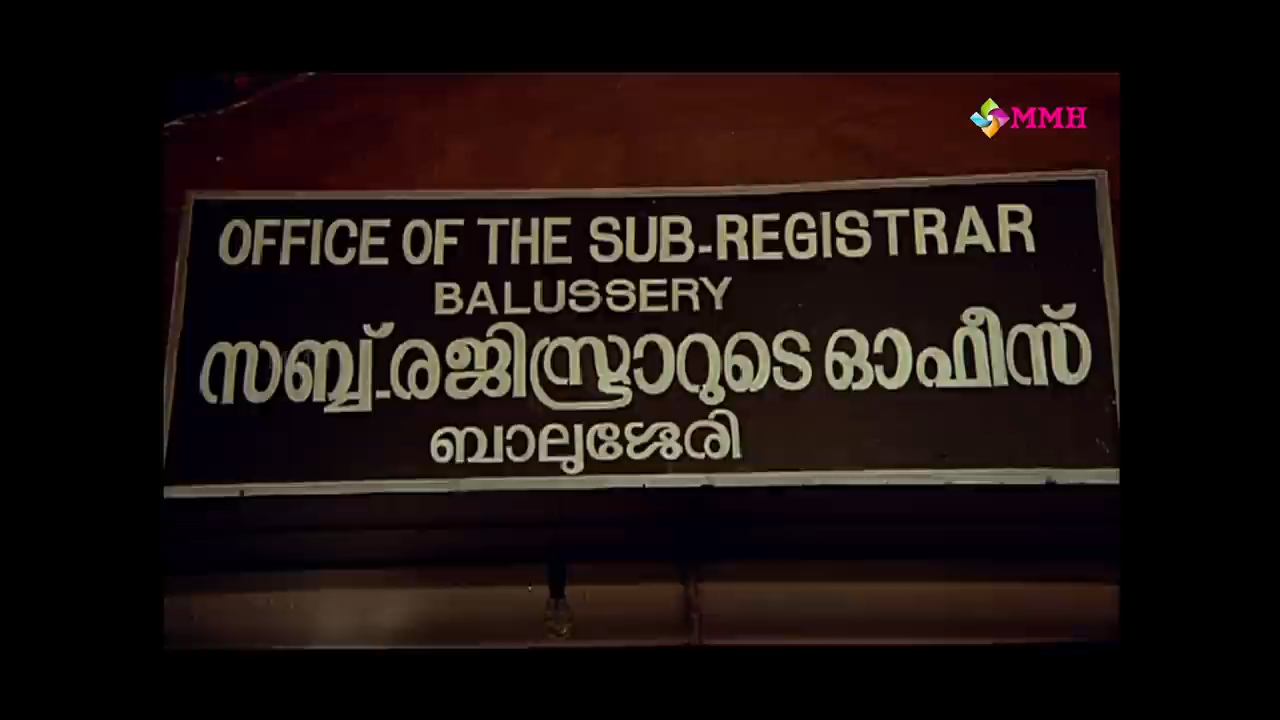 MMH
OFFICE OF THE SUB-REGISTRAR
BALUSSERY
സബ്ബ്-രജിസ്ട്രാറുടെ ഓഫീസ്
ബാലുശ്ശേരി